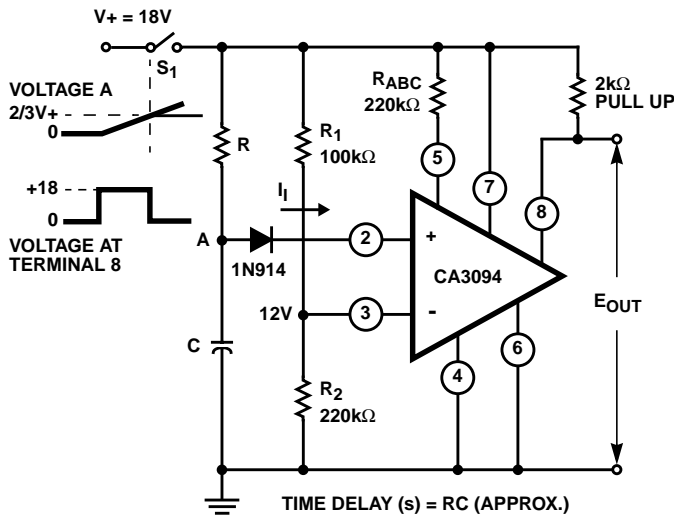 V+ = 18V
S1
VOLTAGE A
2/3V+
0
+18
0
VOLTAGE AT
TERMINAL 8
R
R1
100kΩ
RABC
220kΩ
2kΩ
PULL UP
5
7
8
II
A
1N914
2
+
CA3094
EOUT
12V
3
-
C
4
6
R2
220kΩ
TIME DELAY (s) = RC (APPROX.)